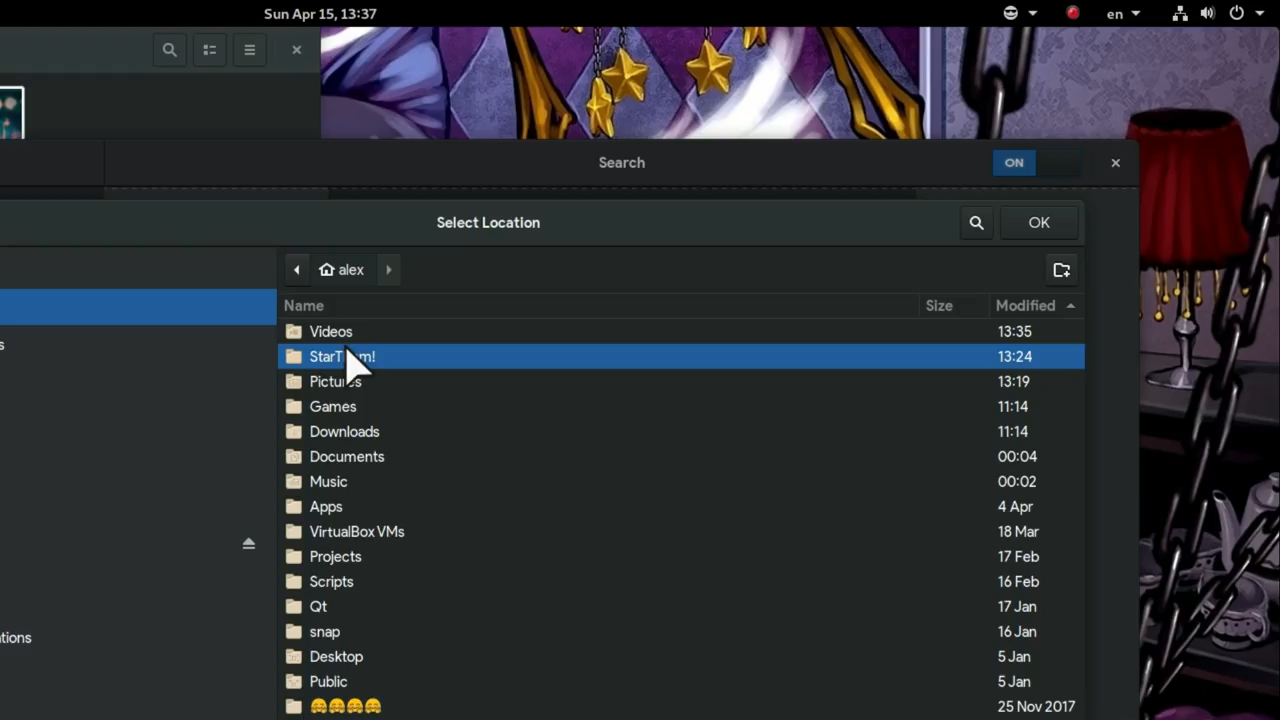 Sun Apr 15, 13:37
en
Search
ON
Select Location
OK
alex
Name Size Modified
Videos 13:35
13:24
s
Pictures 13:19
Games 11:14
Downloads 11:14
Documents 00:04
Music 00:02
Apps 4 Apr
VirtualBox VMs 18 Mar
Projects 17 Feb
Scripts 16 Feb
Qt 17 Jan
snap 16 Jan
tions
Desktop 5 Jan
Public 5 Jan
🤗🤗🤗🤗 25 Nov 2017